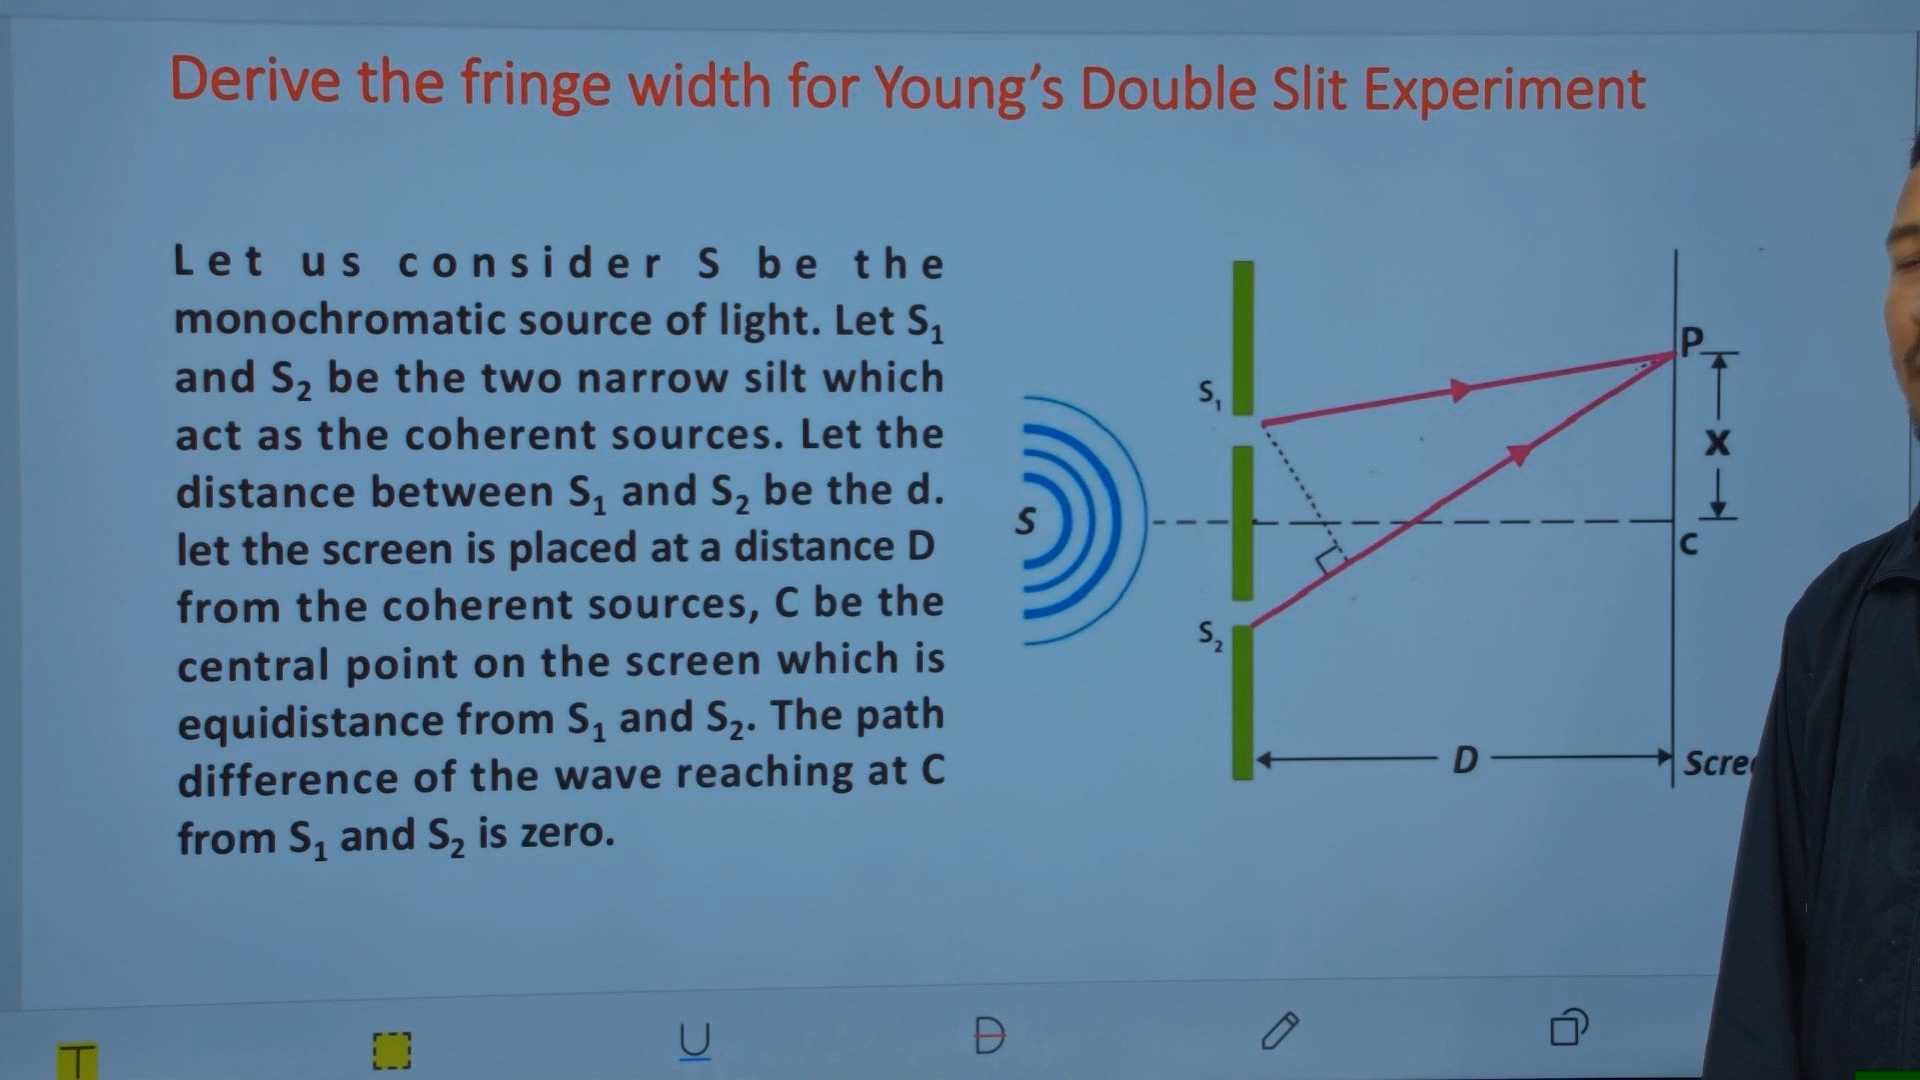 Derive the fringe width for Young's Double Slit Experiment
Let us consider S be the
monochromatic source of light. Let S₁
and S₂ be the two narrow silt which
act as the coherent sources. Let the
distance between S₁ and S₂ be the d.
let the screen is placed at a distance D
from the coherent sources, C be the
central point on the screen which is
equidistance from S₁ and S₂. The path
difference of the wave reaching at C
from S₁ and S₂ is zero.
P
S₁
X
S
C
S₂
D
Scre
T
U
D